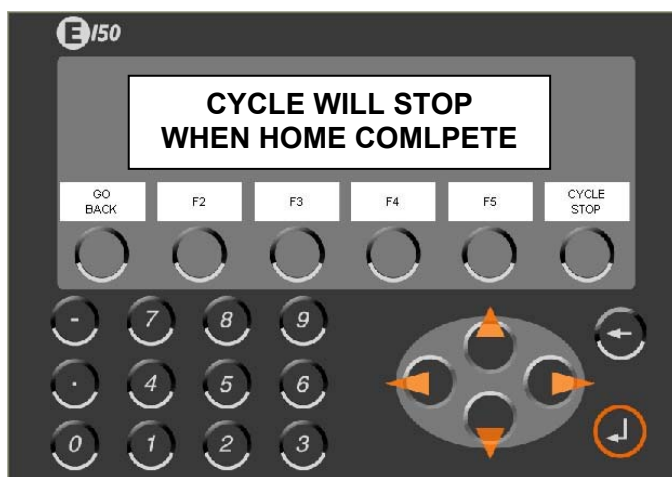 E150
CYCLE WILL STOP
WHEN HOME COMLPETE
GO BACK
F2
F3
F4
F5
CYCLE STOP
- 7 8 9
. 4 5 6
0 1 2 3